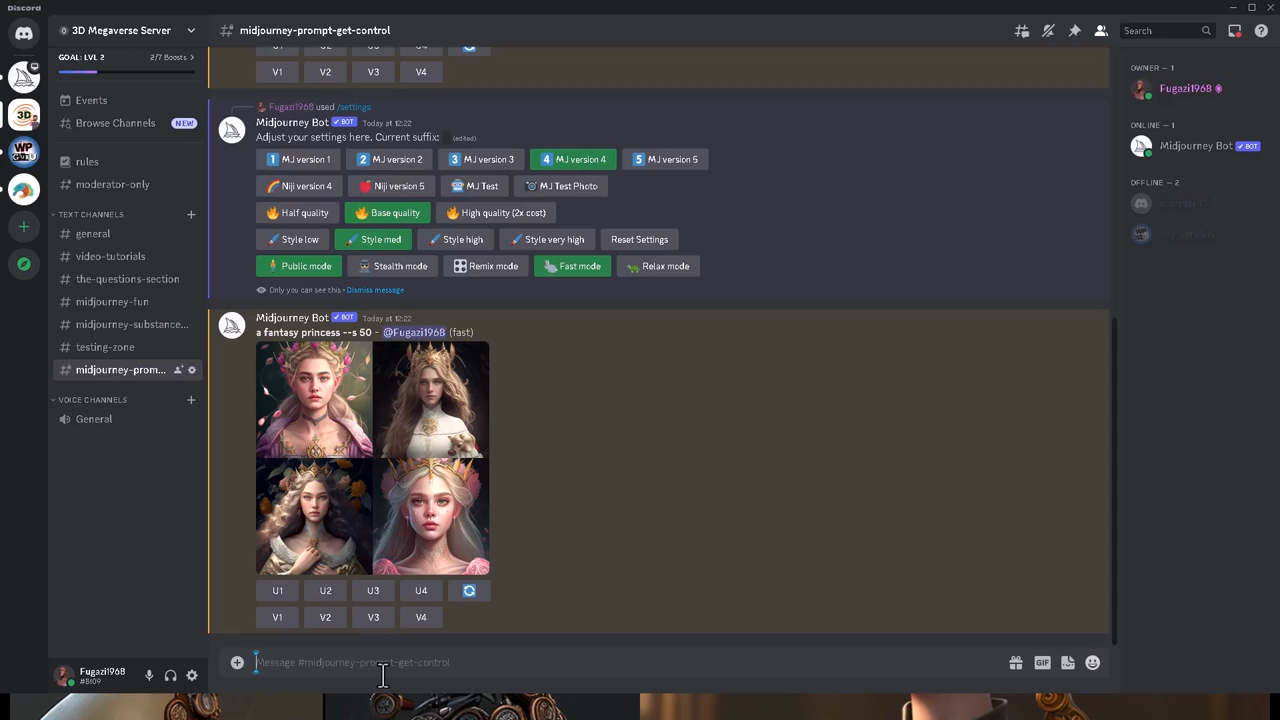 Discord
3D Megaverse Server
GOAL: LVL 2
2/7 Boosts >
Events
Browse Channels
NEW
rules
moderator-only
TEXT CHANNELS
general
video-tutorials
the-questions-section
midjourney-fun
midjourney-substance...
testing-zone
midjourney-prom...
VOICE CHANNELS
General
Fugazi1968
#8109
3D
WP
GURU
midjourney-prompt-get-control
Search
U1 U2 U3 U4
V1 V2 V3 V4
Fugazi1968 used /settings
Midjourney Bot ✓ BOT Today at 12:22
Adjust your settings here. Current suffix: (edited)
1 MJ version 1 2 MJ version 2 3 MJ version 3 4 MJ version 4 5 MJ version 5
Niji version 4 Niji version 5 MJ Test MJ Test Photo
Half quality Base quality High quality (2x cost)
Style low Style med Style high Style very high Reset Settings
Public mode Stealth mode Remix mode Fast mode Relax mode
Only you can see this • Dismiss message
Midjourney Bot ✓ BOT Today at 12:22
a fantasy princess --s 50 - @Fugazi1968 (fast)
U1 U2 U3 U4
V1 V2 V3 V4
Message #midjourney-prompt-get-control
GIF
OWNER — 1
Fugazi1968
ONLINE — 1
Midjourney Bot ✓ BOT
OFFLINE — 2